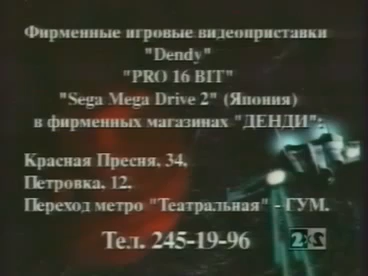 Фирменные игровые видеоприставки
"Dendy"
"PRO 16 BIT"
"Sega Mega Drive 2" (Япония)
в фирменных магазинах "ДЕНДИ":
Красная Пресня, 34,
Петровка, 12,
Переход метро "Театральная" - ГУМ.
Тел. 245-19-96
2x2